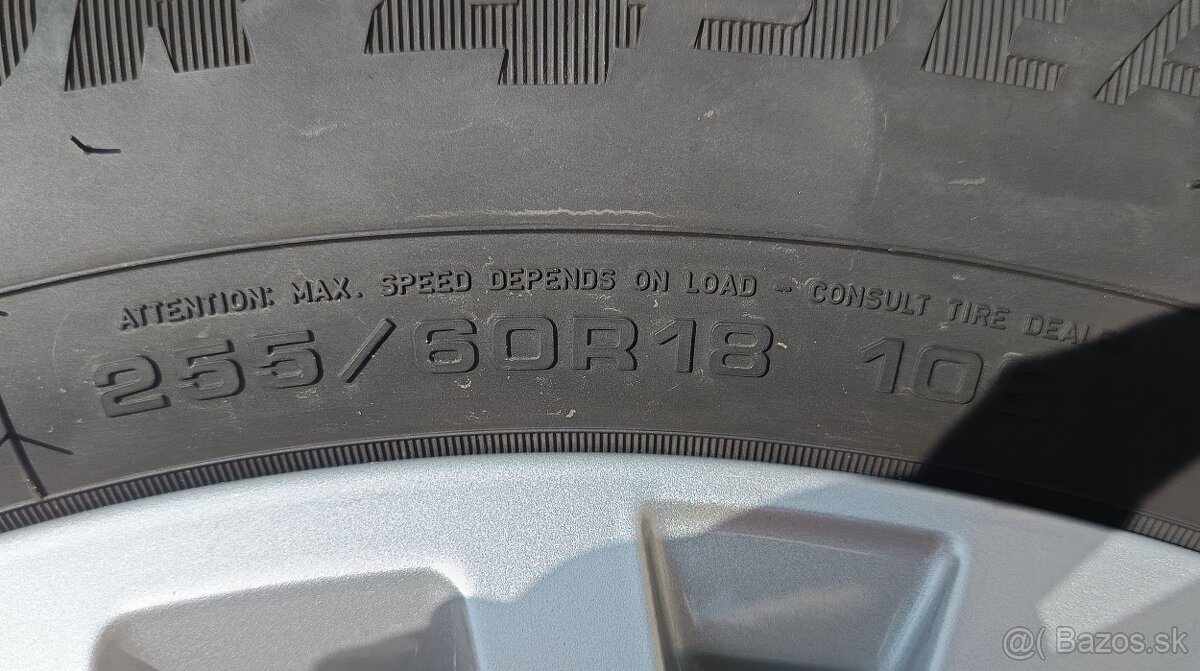 ATTENTION: MAX. SPEED DEPENDS ON LOAD - CONSULT TIRE
255/60R18
@( Bazos.sk